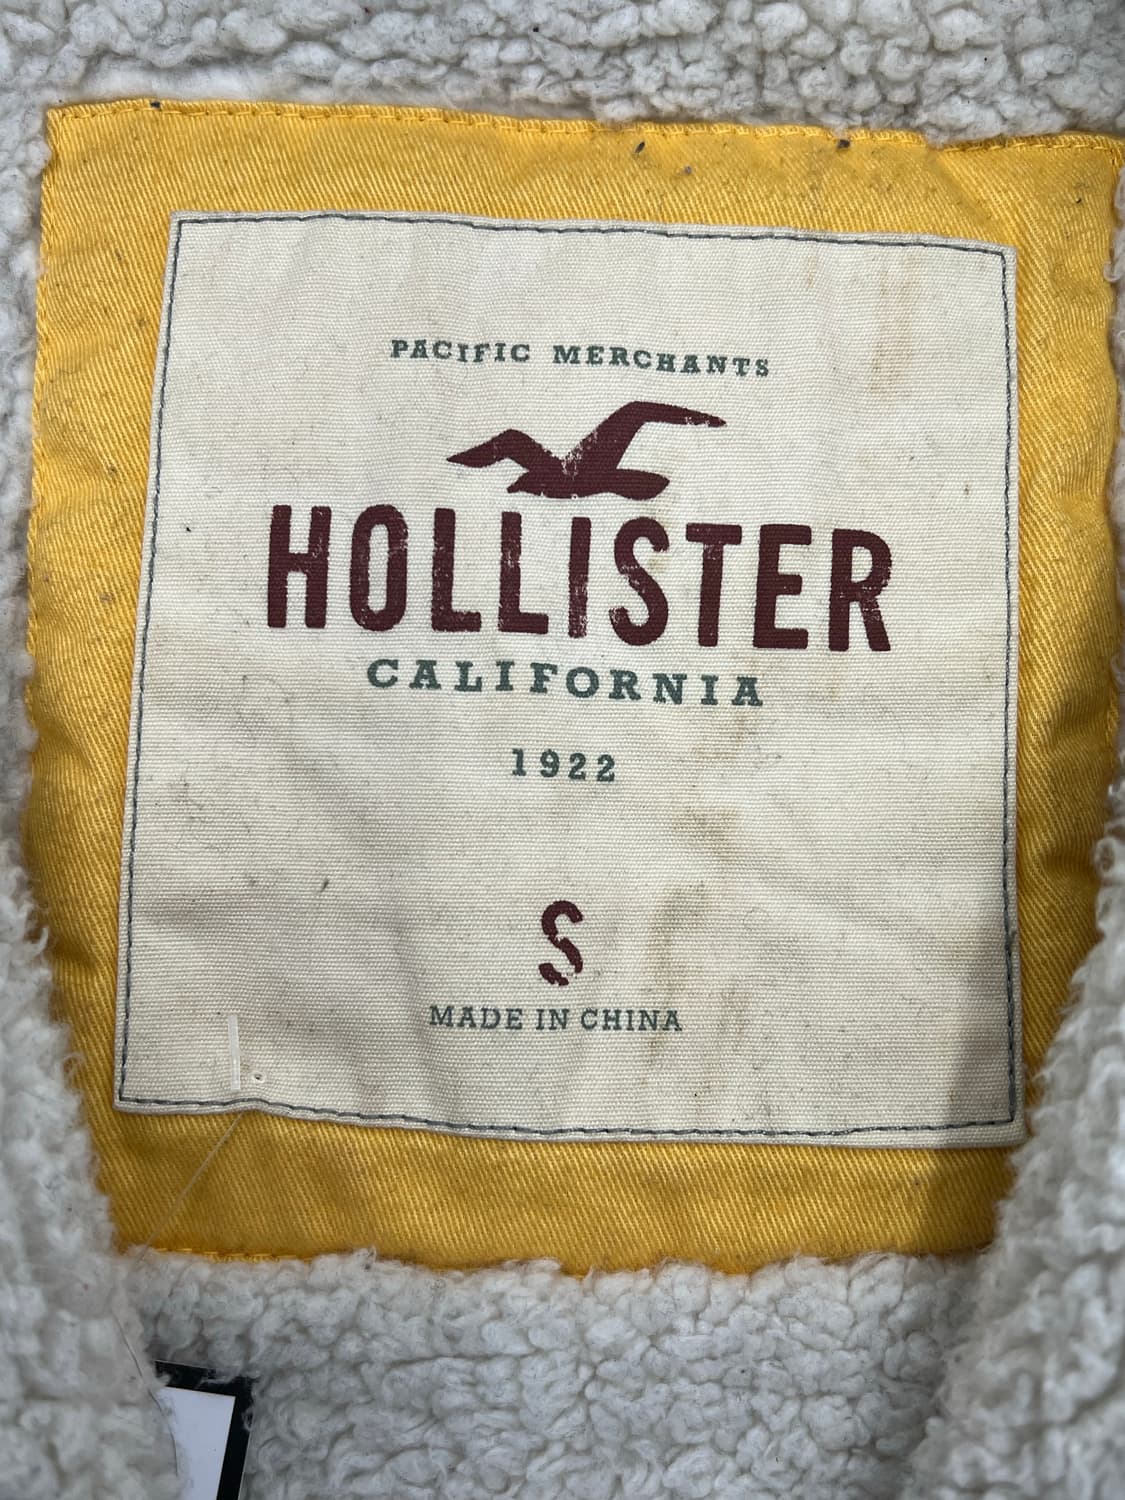 PACIFIC MERCHANTS
HOLLISTER
CALIFORNIA
1922
S
MADE IN CHINA